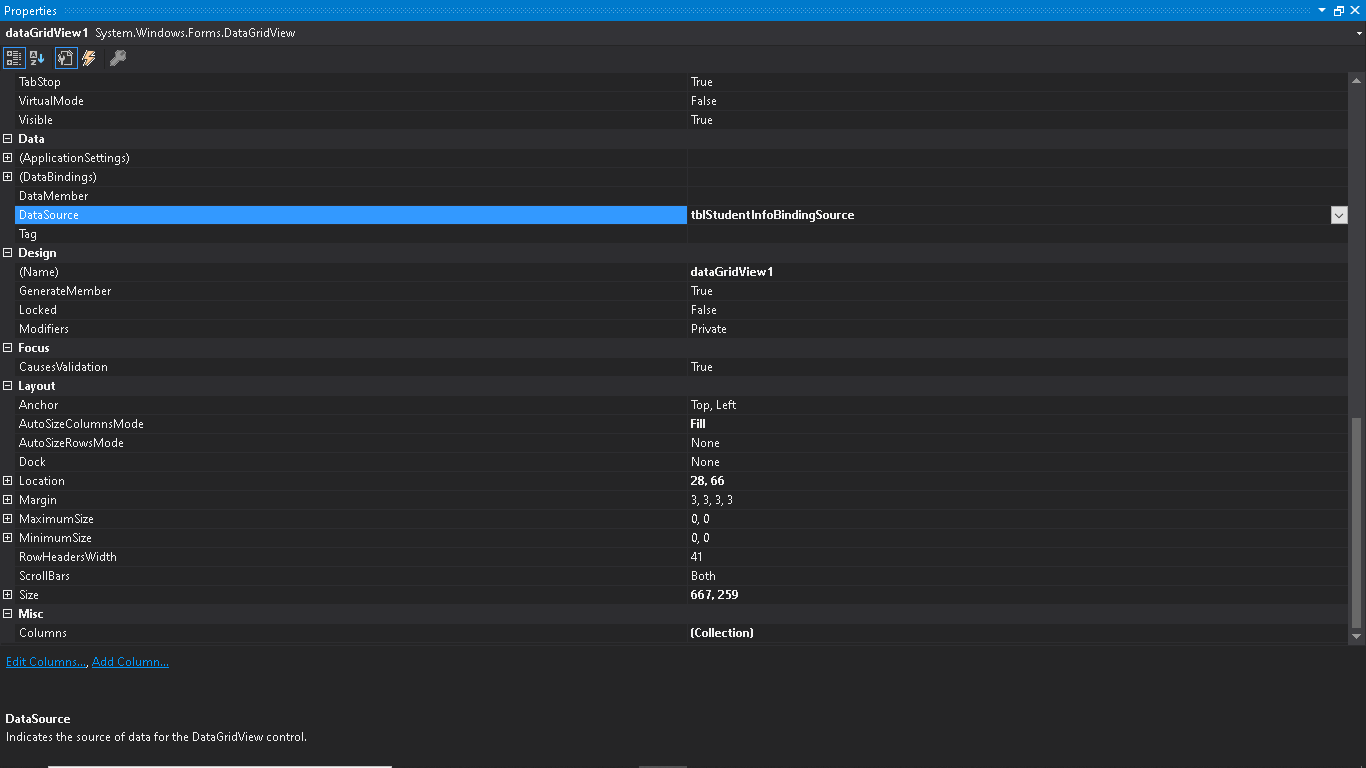 Properties
dataGridView1 System.Windows.Forms.DataGridView
TabStop True
VirtualMode False
Visible True
Data
(ApplicationSettings)
(DataBindings)
DataMember
DataSource tblStudentInfoBindingSource
Tag
Design
(Name) dataGridView1
GenerateMember True
Locked False
Modifiers Private
Focus
CausesValidation True
Layout
Anchor Top, Left
AutoSizeColumnsMode Fill
AutoSizeRowsMode None
Dock None
Location 28, 66
Margin 3, 3, 3, 3
MaximumSize 0, 0
MinimumSize 0, 0
RowHeadersWidth 41
ScrollBars Both
Size 667, 259
Misc
Columns (Collection)
Edit Columns..., Add Column...
DataSource
Indicates the source of data for the DataGridView control.